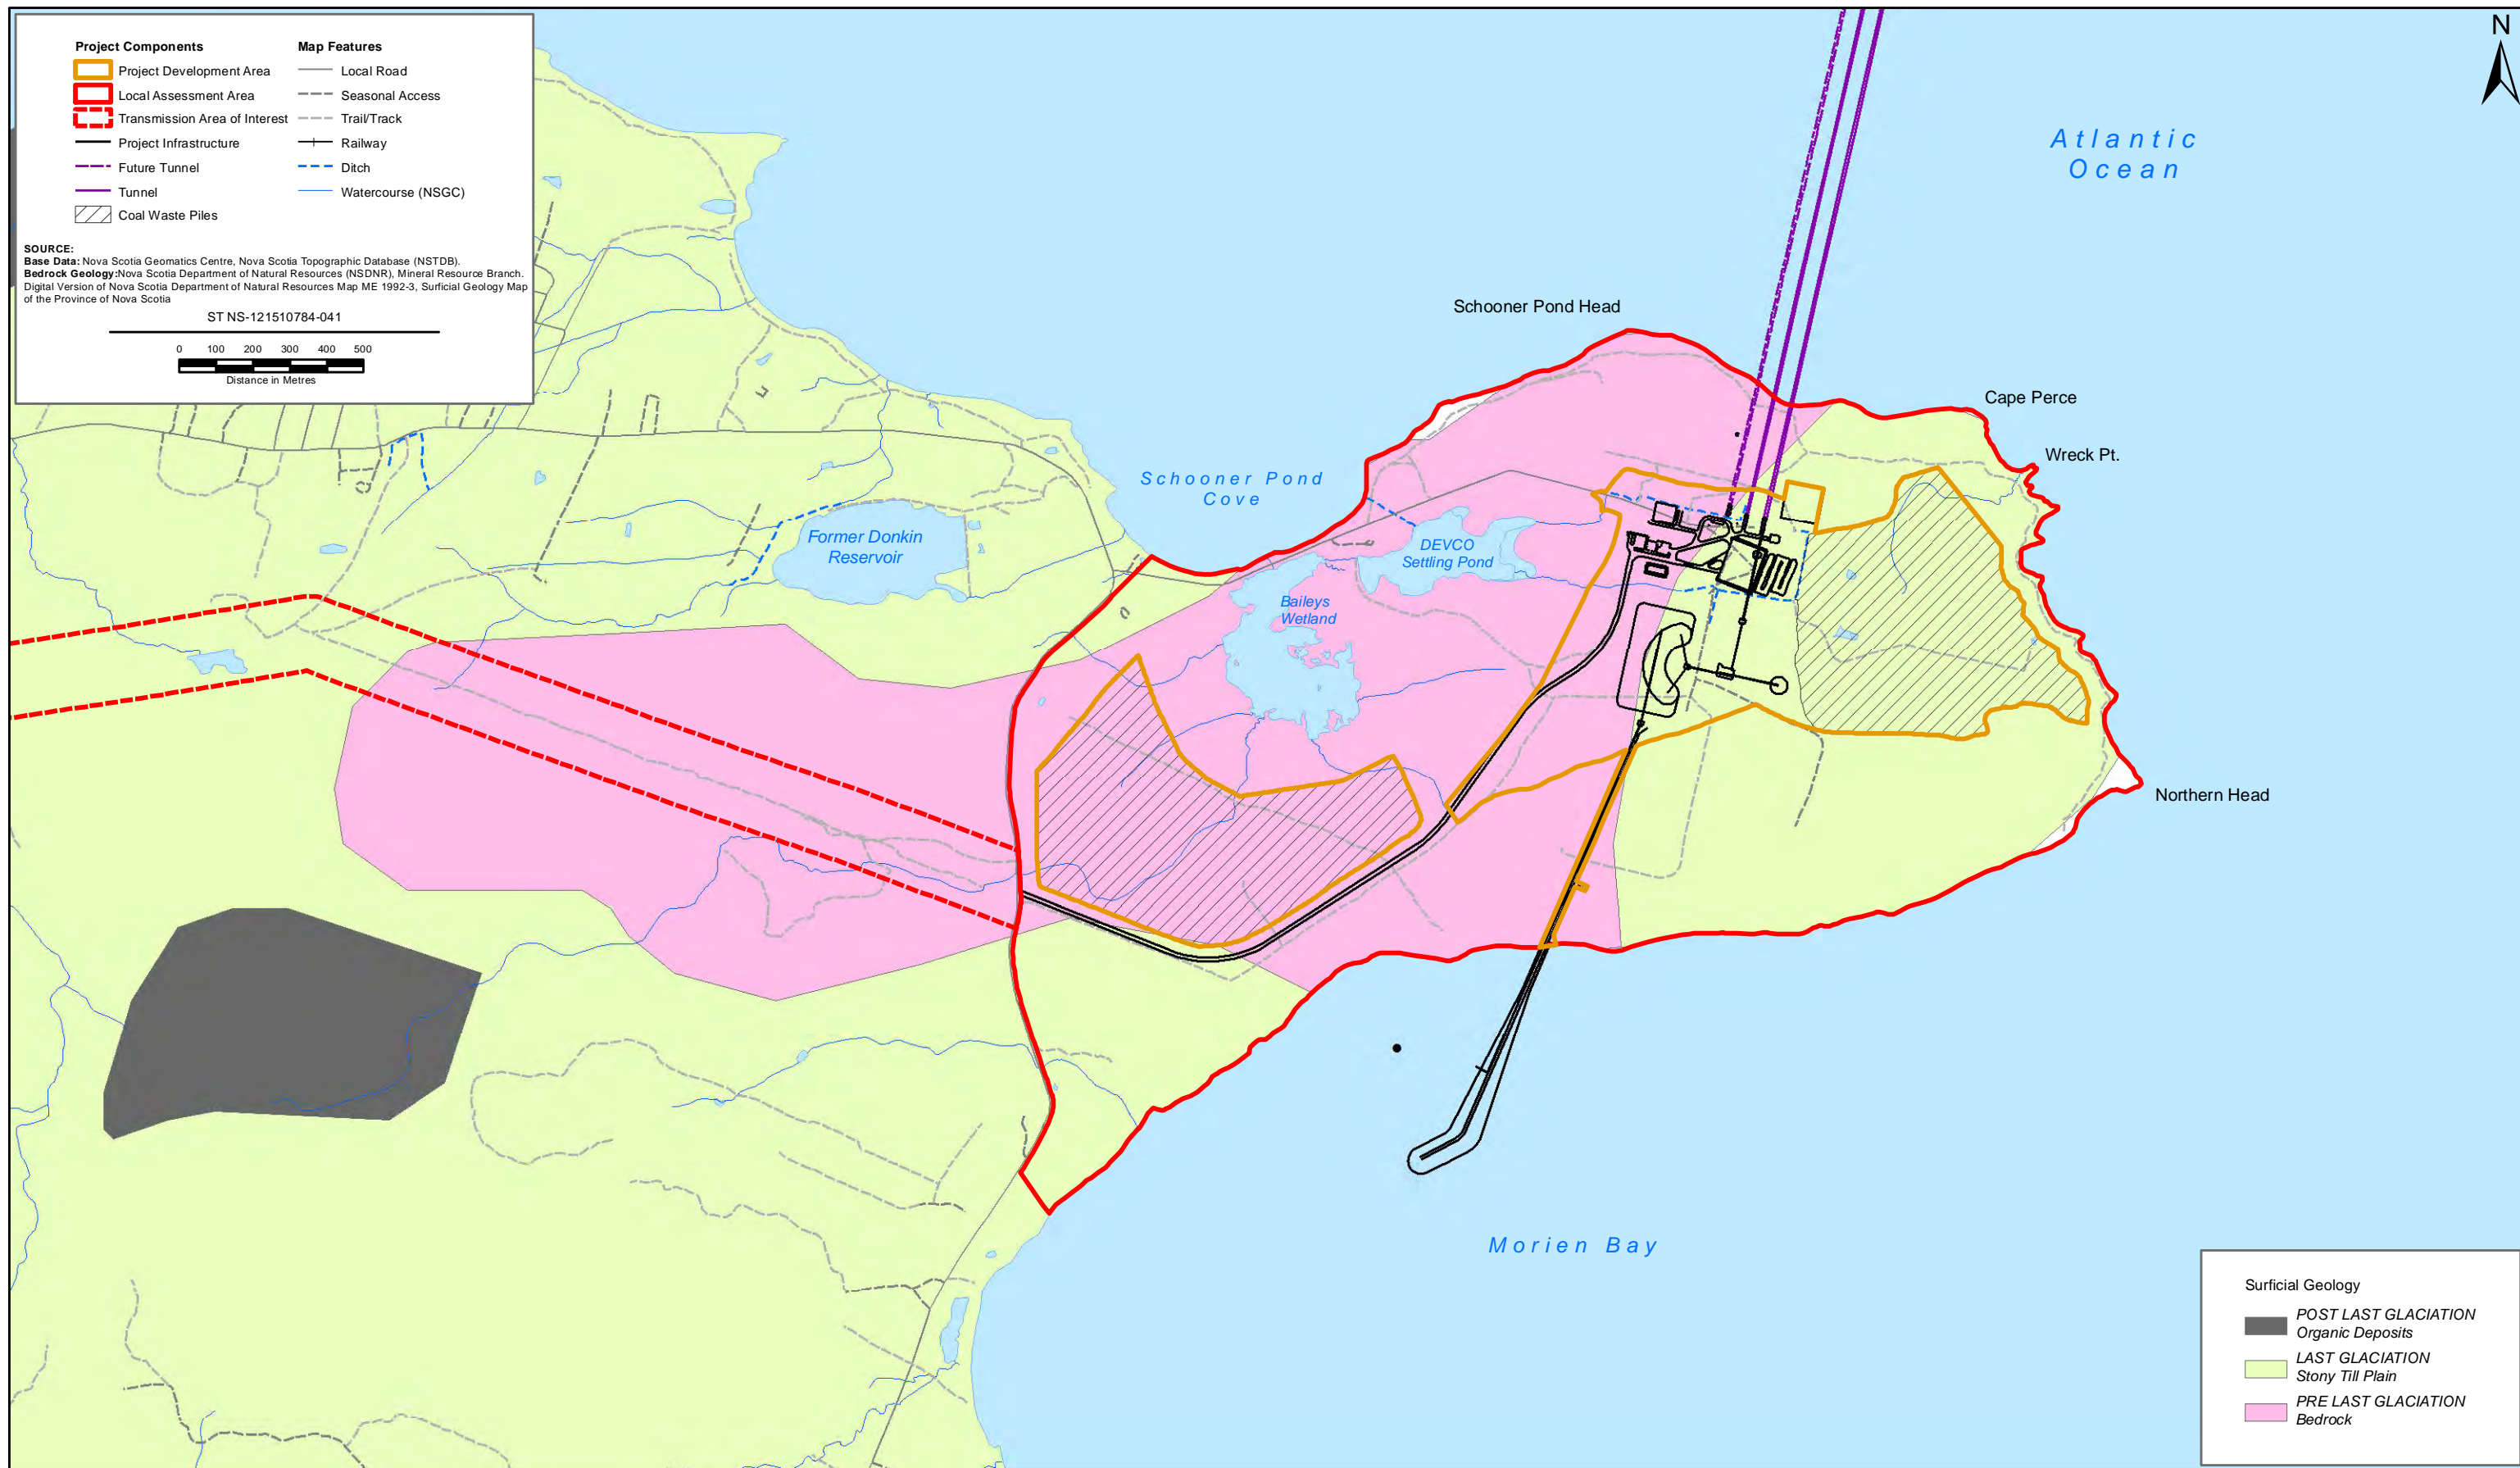 Project Components
Project Development Area
Local Assessment Area
Transmission Area of Interest
Project Infrastructure
Future Tunnel
Tunnel
Coal Waste Piles
Map Features
Local Road
Seasonal Access
Trail/Track
Railway
Ditch
Watercourse (NSGC)
SOURCE:
Base Data: Nova Scotia Geomatics Centre, Nova Scotia Topographic Database (NSTDB).
Bedrock Geology:Nova Scotia Department of Natural Resources (NSDNR), Mineral Resource Branch.
Digital Version of Nova Scotia Department of Natural Resources Map ME 1992-3, Surficial Geology Map
of the Province of Nova Scotia
ST NS-121510784-041
0 100 200 300 400 500
Distance in Metres
N
Atlantic
Ocean
Schooner Pond Head
Cape Perce
Wreck Pt.
Schooner Pond
Cove
Former Donkin
Reservoir
DEVCO
Settling Pond
Baileys
Wetland
Northern Head
Morien Bay
Surficial Geology
POST LAST GLACIATION
Organic Deposits
LAST GLACIATION
Stony Till Plain
PRE LAST GLACIATION
Bedrock